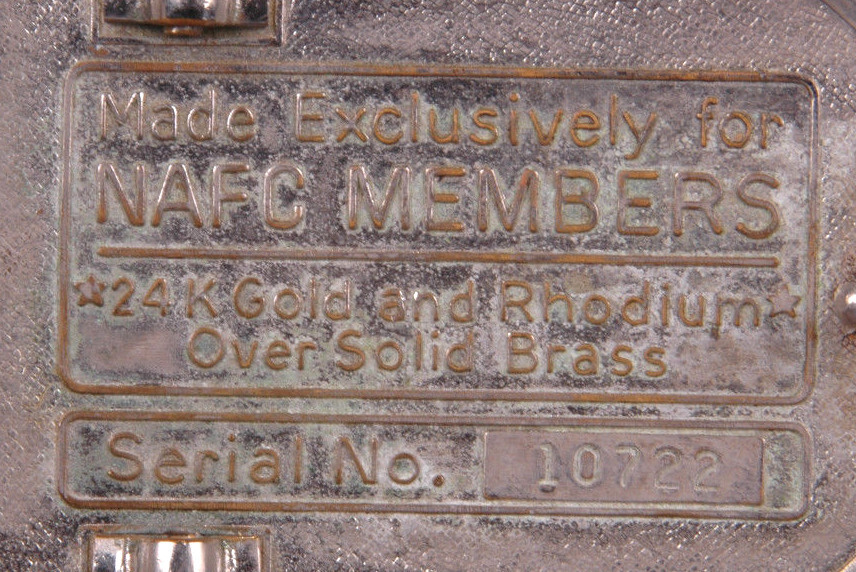 Made Exclusively for
NAFC MEMBERS
★24K Gold and Rhodium★
Over Solid Brass
Serial No. 10722